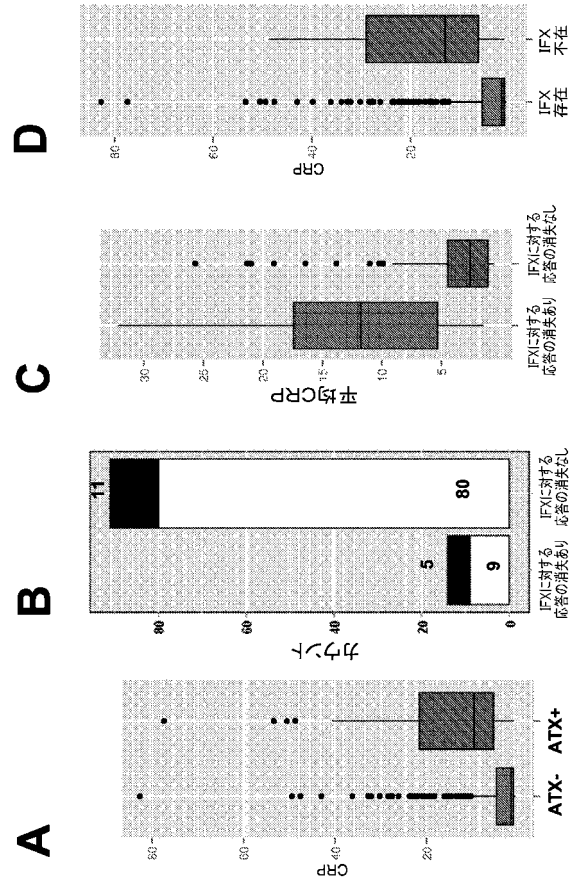 A
CRP
80
60
40
20
ATX-
ATX+
B
カウント
80
60
40
20
0
5
9
11
80
IFXに対する
応答の消失あり
IFXに対する
応答の消失なし
C
平均CRP
30
25
20
15
10
5
IFXに対する
応答の消失あり
IFXに対する
応答の消失なし
D
CRP
80
60
40
20
IFX
存在
IFX
不在